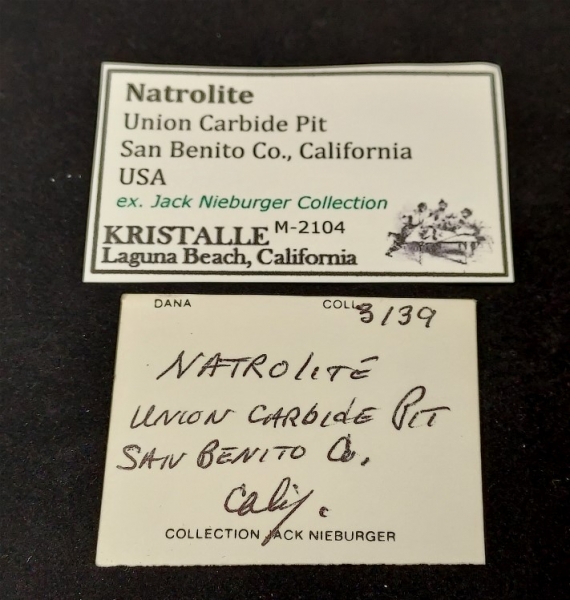 Natrolite
Union Carbide Pit
San Benito Co., California
USA
ex. Jack Nieburger Collection
KRISTALLE M-2104
Laguna Beach, California
DANA COLL 3139
NATROLITE
UNION CARBIDE PIT
SAN BENITO Co.
Calif.
COLLECTION JACK NIEBURGER